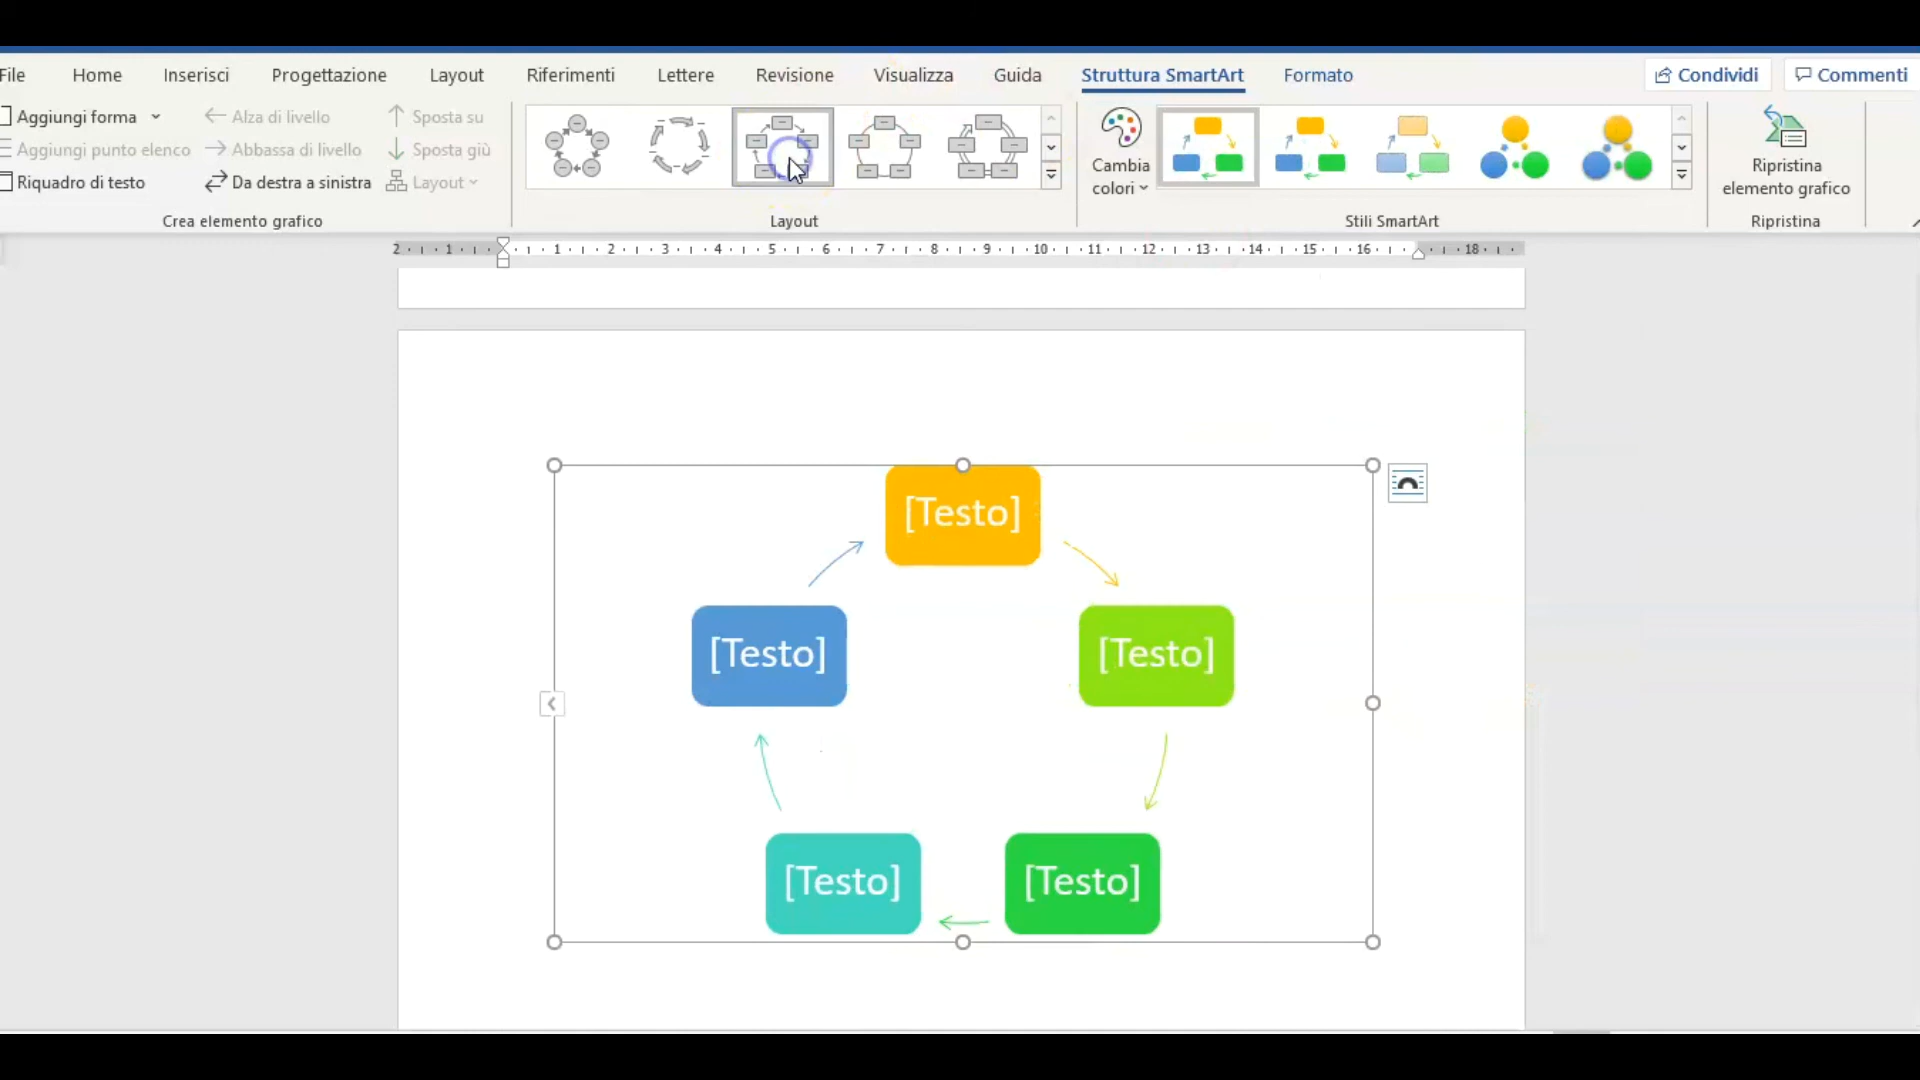 File Home Inserisci Progettazione Layout Riferimenti Lettere Revisione Visualizza Guida Struttura SmartArt Formato Condividi Commenti
Aggiungi forma Alza di livello Sposta su
Aggiungi punto elenco Abbassa di livello Sposta giù
Riquadro di testo Da destra a sinistra Layout
Cambia colori
Ripristina elemento grafico
Crea elemento grafico Layout Stili SmartArt Ripristina
2 1 1 2 3 4 5 6 7 8 9 10 11 12 13 14 15 16 18
[Testo]
[Testo] [Testo]
[Testo] [Testo]